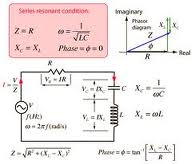 Series resonant condition:
Z = R
ω = 1/√LC
X_C = X_L
Phase = ϕ = 0
Imaginary
Phasor diagram
X_L
X_C
Z
ϕ
R
Real
I = V/Z
R
V_R = IR
V
f(Hz)
ω = 2πf(rad/s)
V_C = IX_C
C
X_C = 1/ωC
V_L = IX_L
L
X_L = ωL
Z = √R² + (X_L − X_C)²
Phase = ϕ = tan⁻¹[(X_L − X_C)/R]